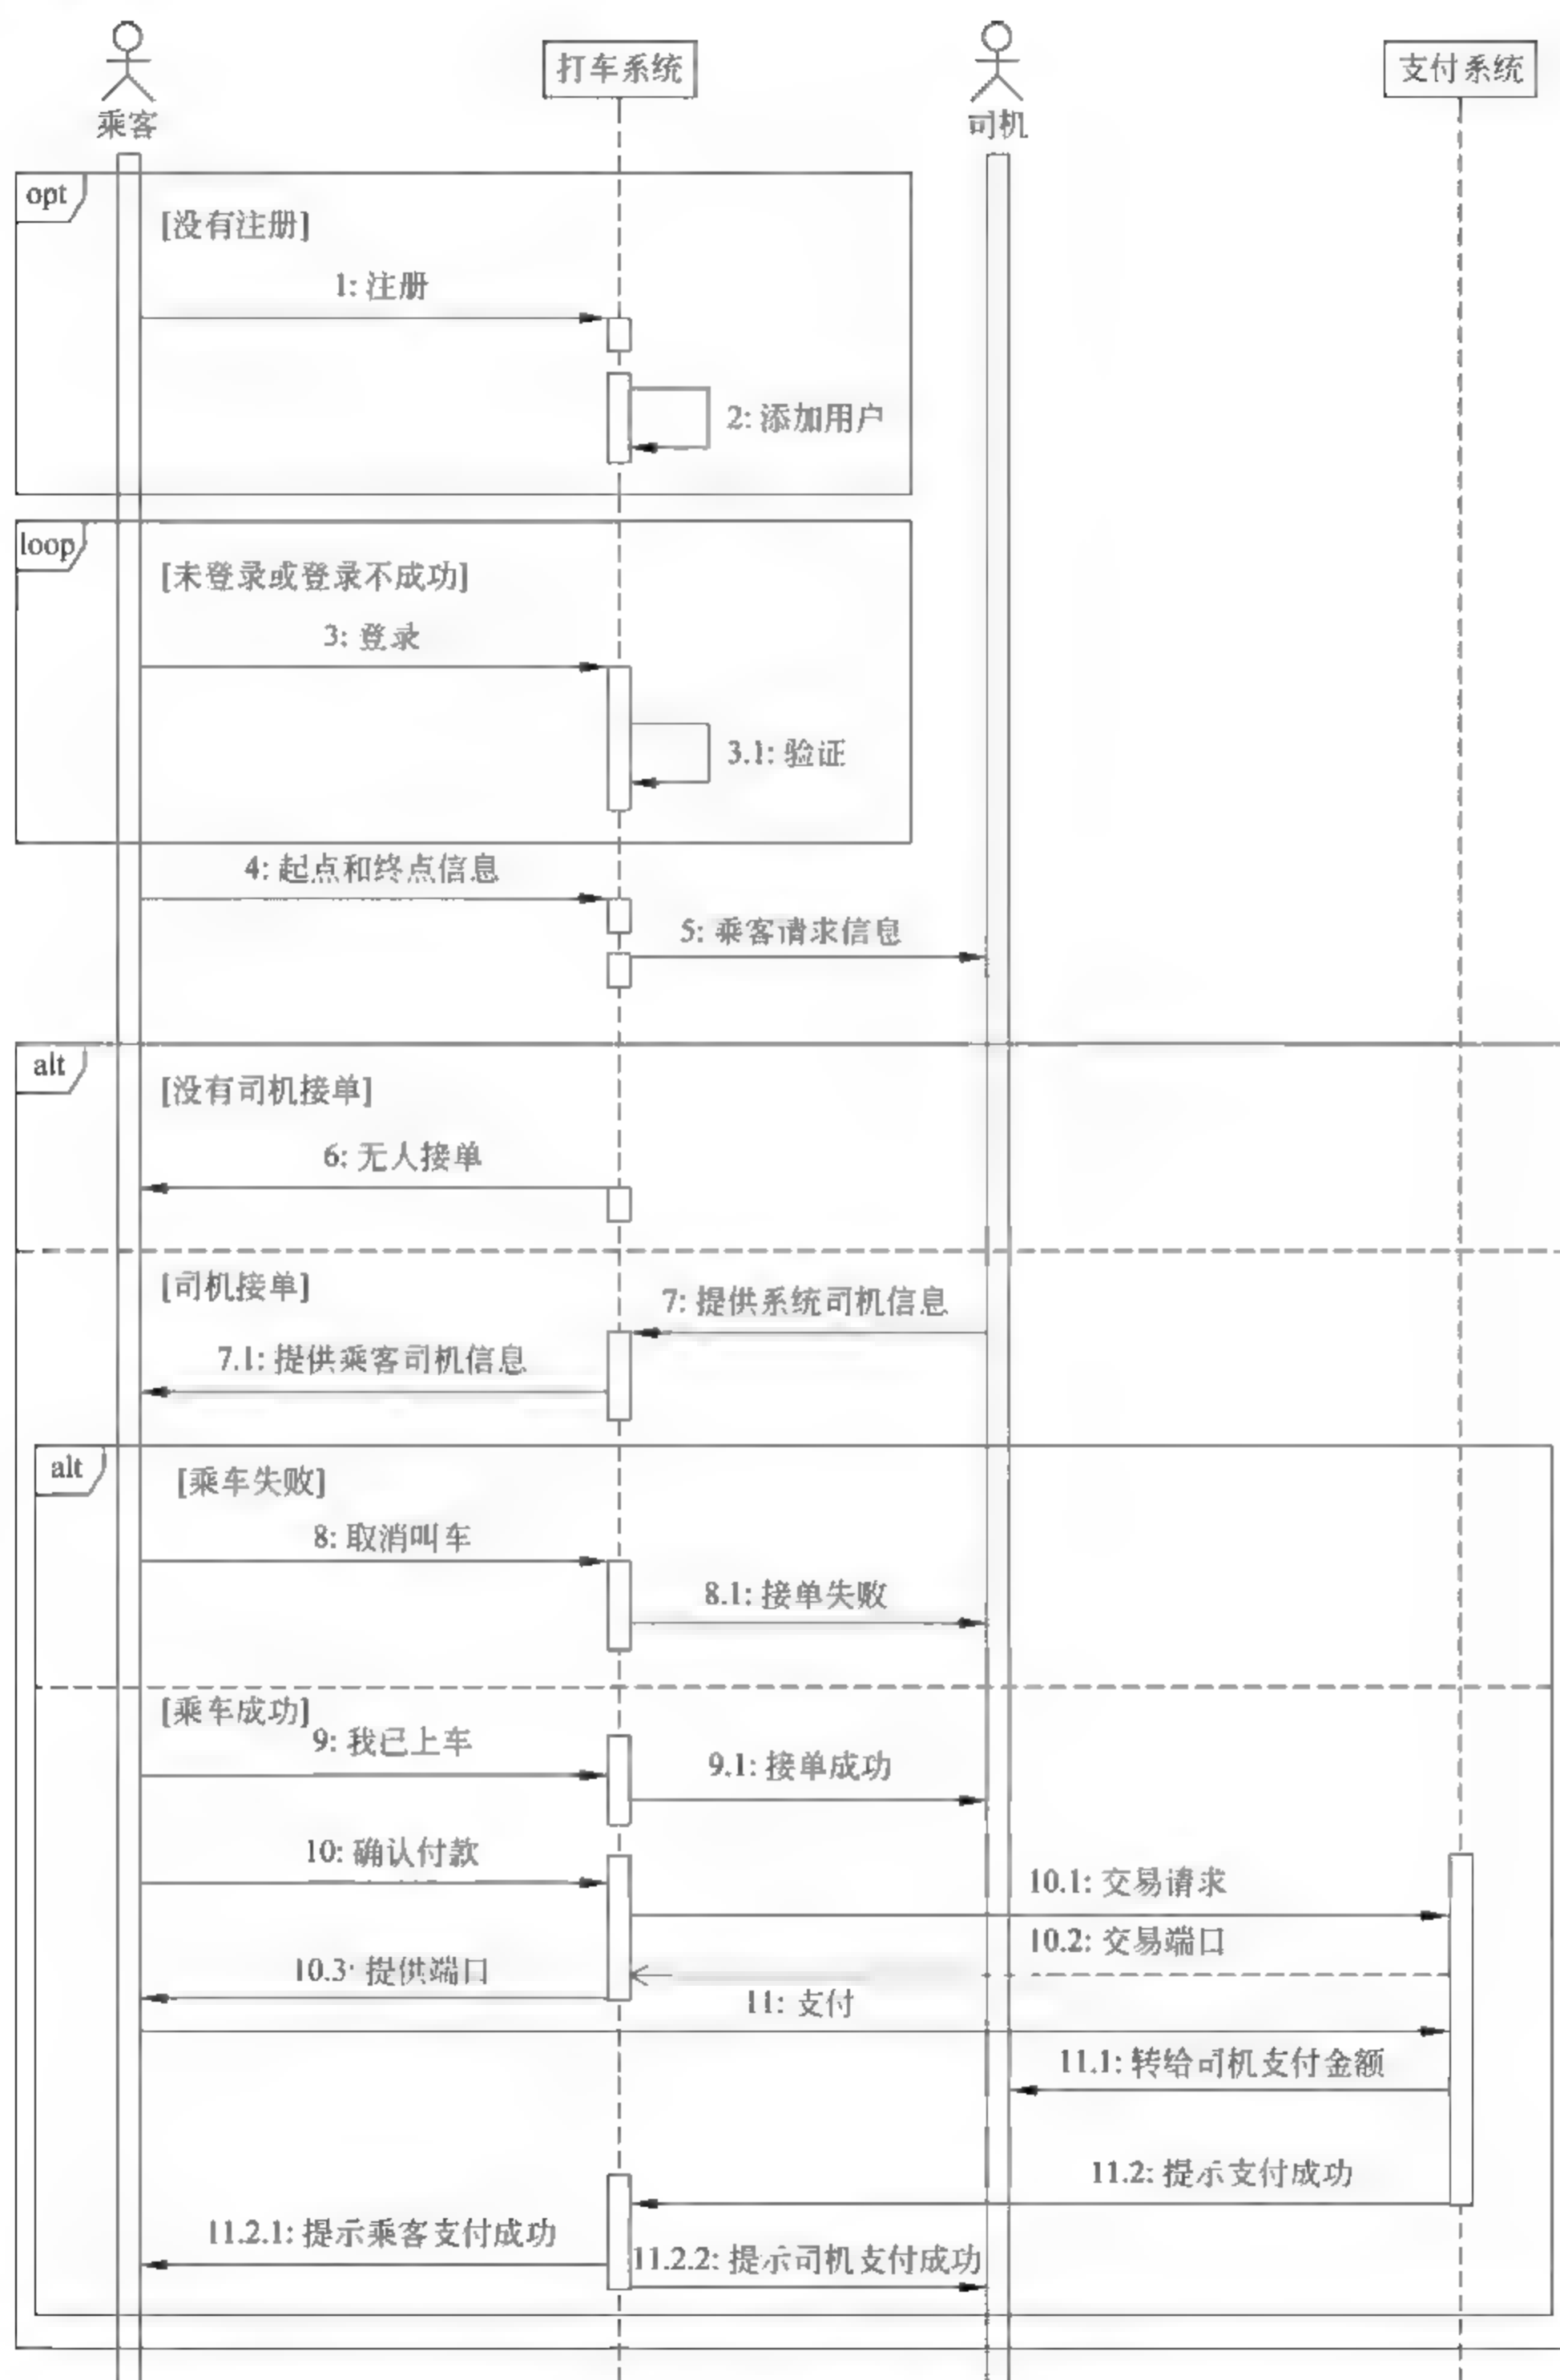 乘客
打车系统
司机
支付系统
opt
[没有注册]
1: 注册
2: 添加用户
loop
[未登录或登录不成功]
3: 登录
3.1: 验证
4: 起点和终点信息
5: 乘客请求信息
alt
[没有司机接单]
6: 无人接单
[司机接单]
7: 提供系统司机信息
7.1: 提供乘客司机信息
alt
[乘车失败]
8: 取消叫车
8.1: 接单失败
[乘车成功]
9: 我已上车
9.1: 接单成功
10: 确认付款
10.1: 交易请求
10.2: 交易端口
10.3: 提供端口
11: 支付
11.1: 转给司机支付金额
11.2: 提示支付成功
11.2.1: 提示乘客支付成功
11.2.2: 提示司机支付成功